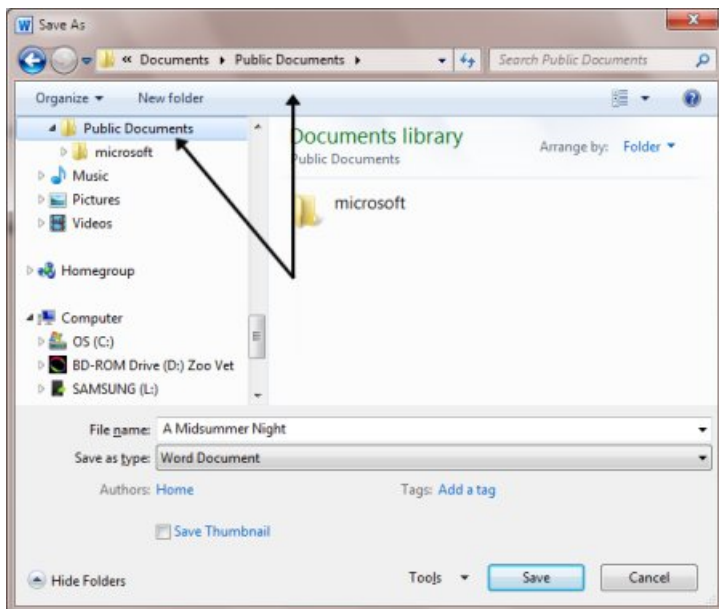 W Save As
« Documents Public Documents Search Public Documents
Organize New folder
Public Documents
microsoft
Music
Pictures
Videos
Homegroup
Computer
OS (C:)
BD-ROM Drive (D:) Zoo Vet
SAMSUNG (L:)
Documents library
Public Documents
Arrange by: Folder
microsoft
File name: A Midsummer Night
Save as type: Word Document
Authors: Home Tags: Add a tag
Save Thumbnail
Hide Folders Tools Save Cancel